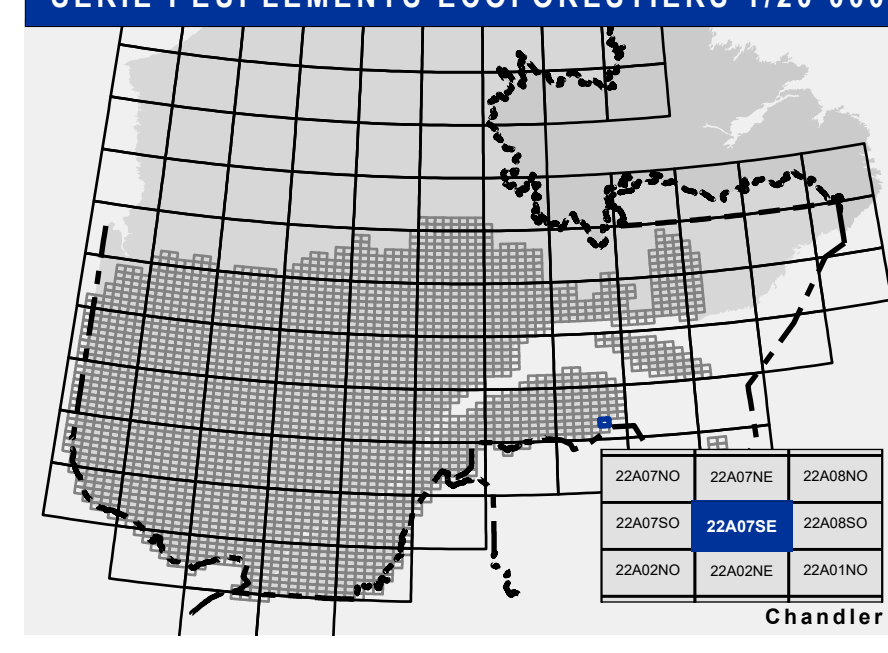 SÉRIE PEUPLEMENTS ÉCOFORESTIERS 1/20 000
22A07NO 22A07NE 22A08NO
22A07SO 22A07SE 22A08SO
22A02NO 22A02NE 22A01NO
Chandler